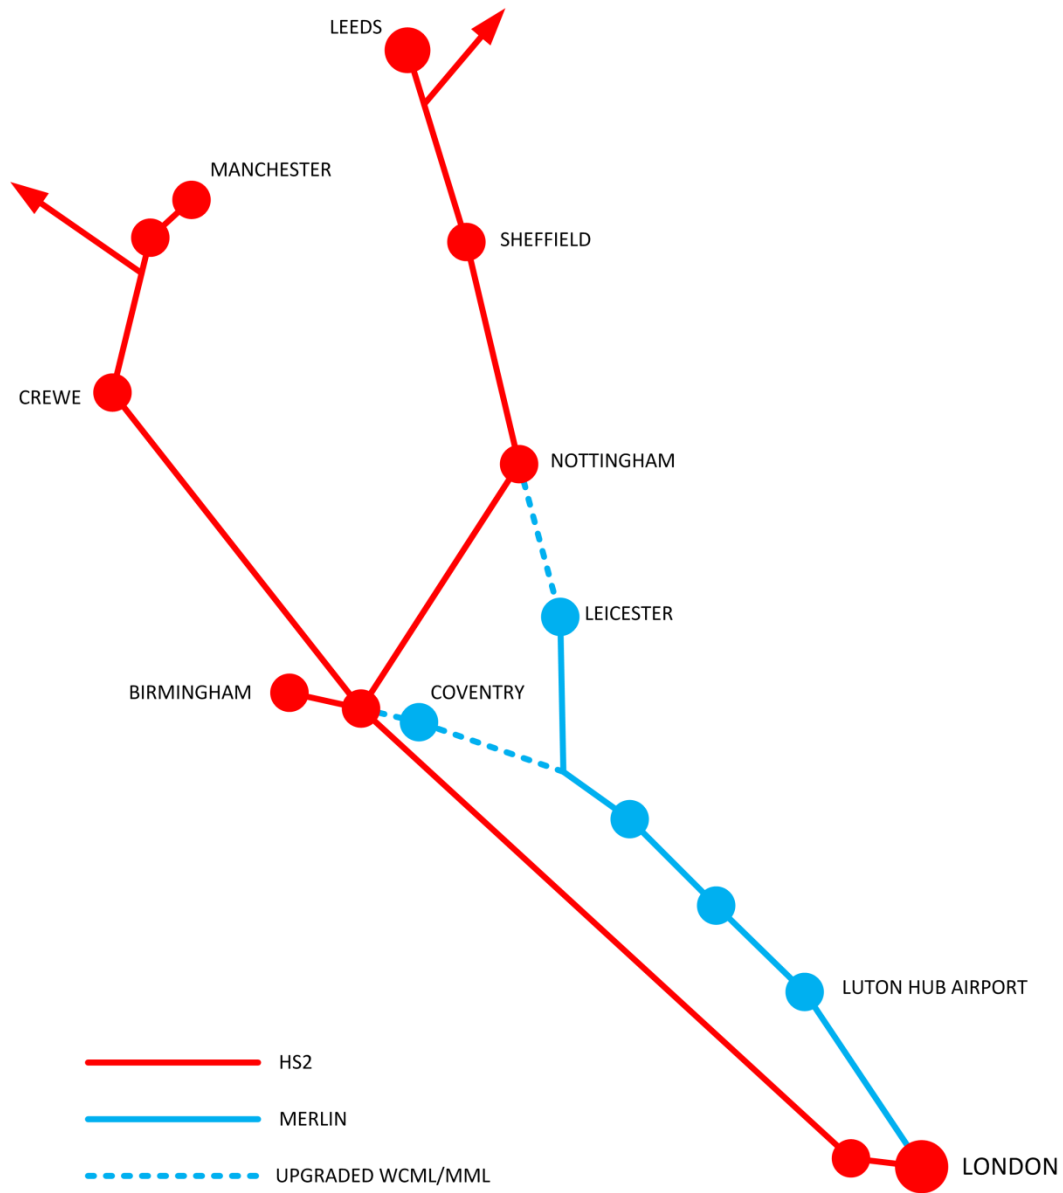 LEEDS
MANCHESTER
SHEFFIELD
CREWE
NOTTINGHAM
LEICESTER
BIRMINGHAM
COVENTRY
LUTON HUB AIRPORT
HS2
MERLIN
LONDON
UPGRADED WCML/MML